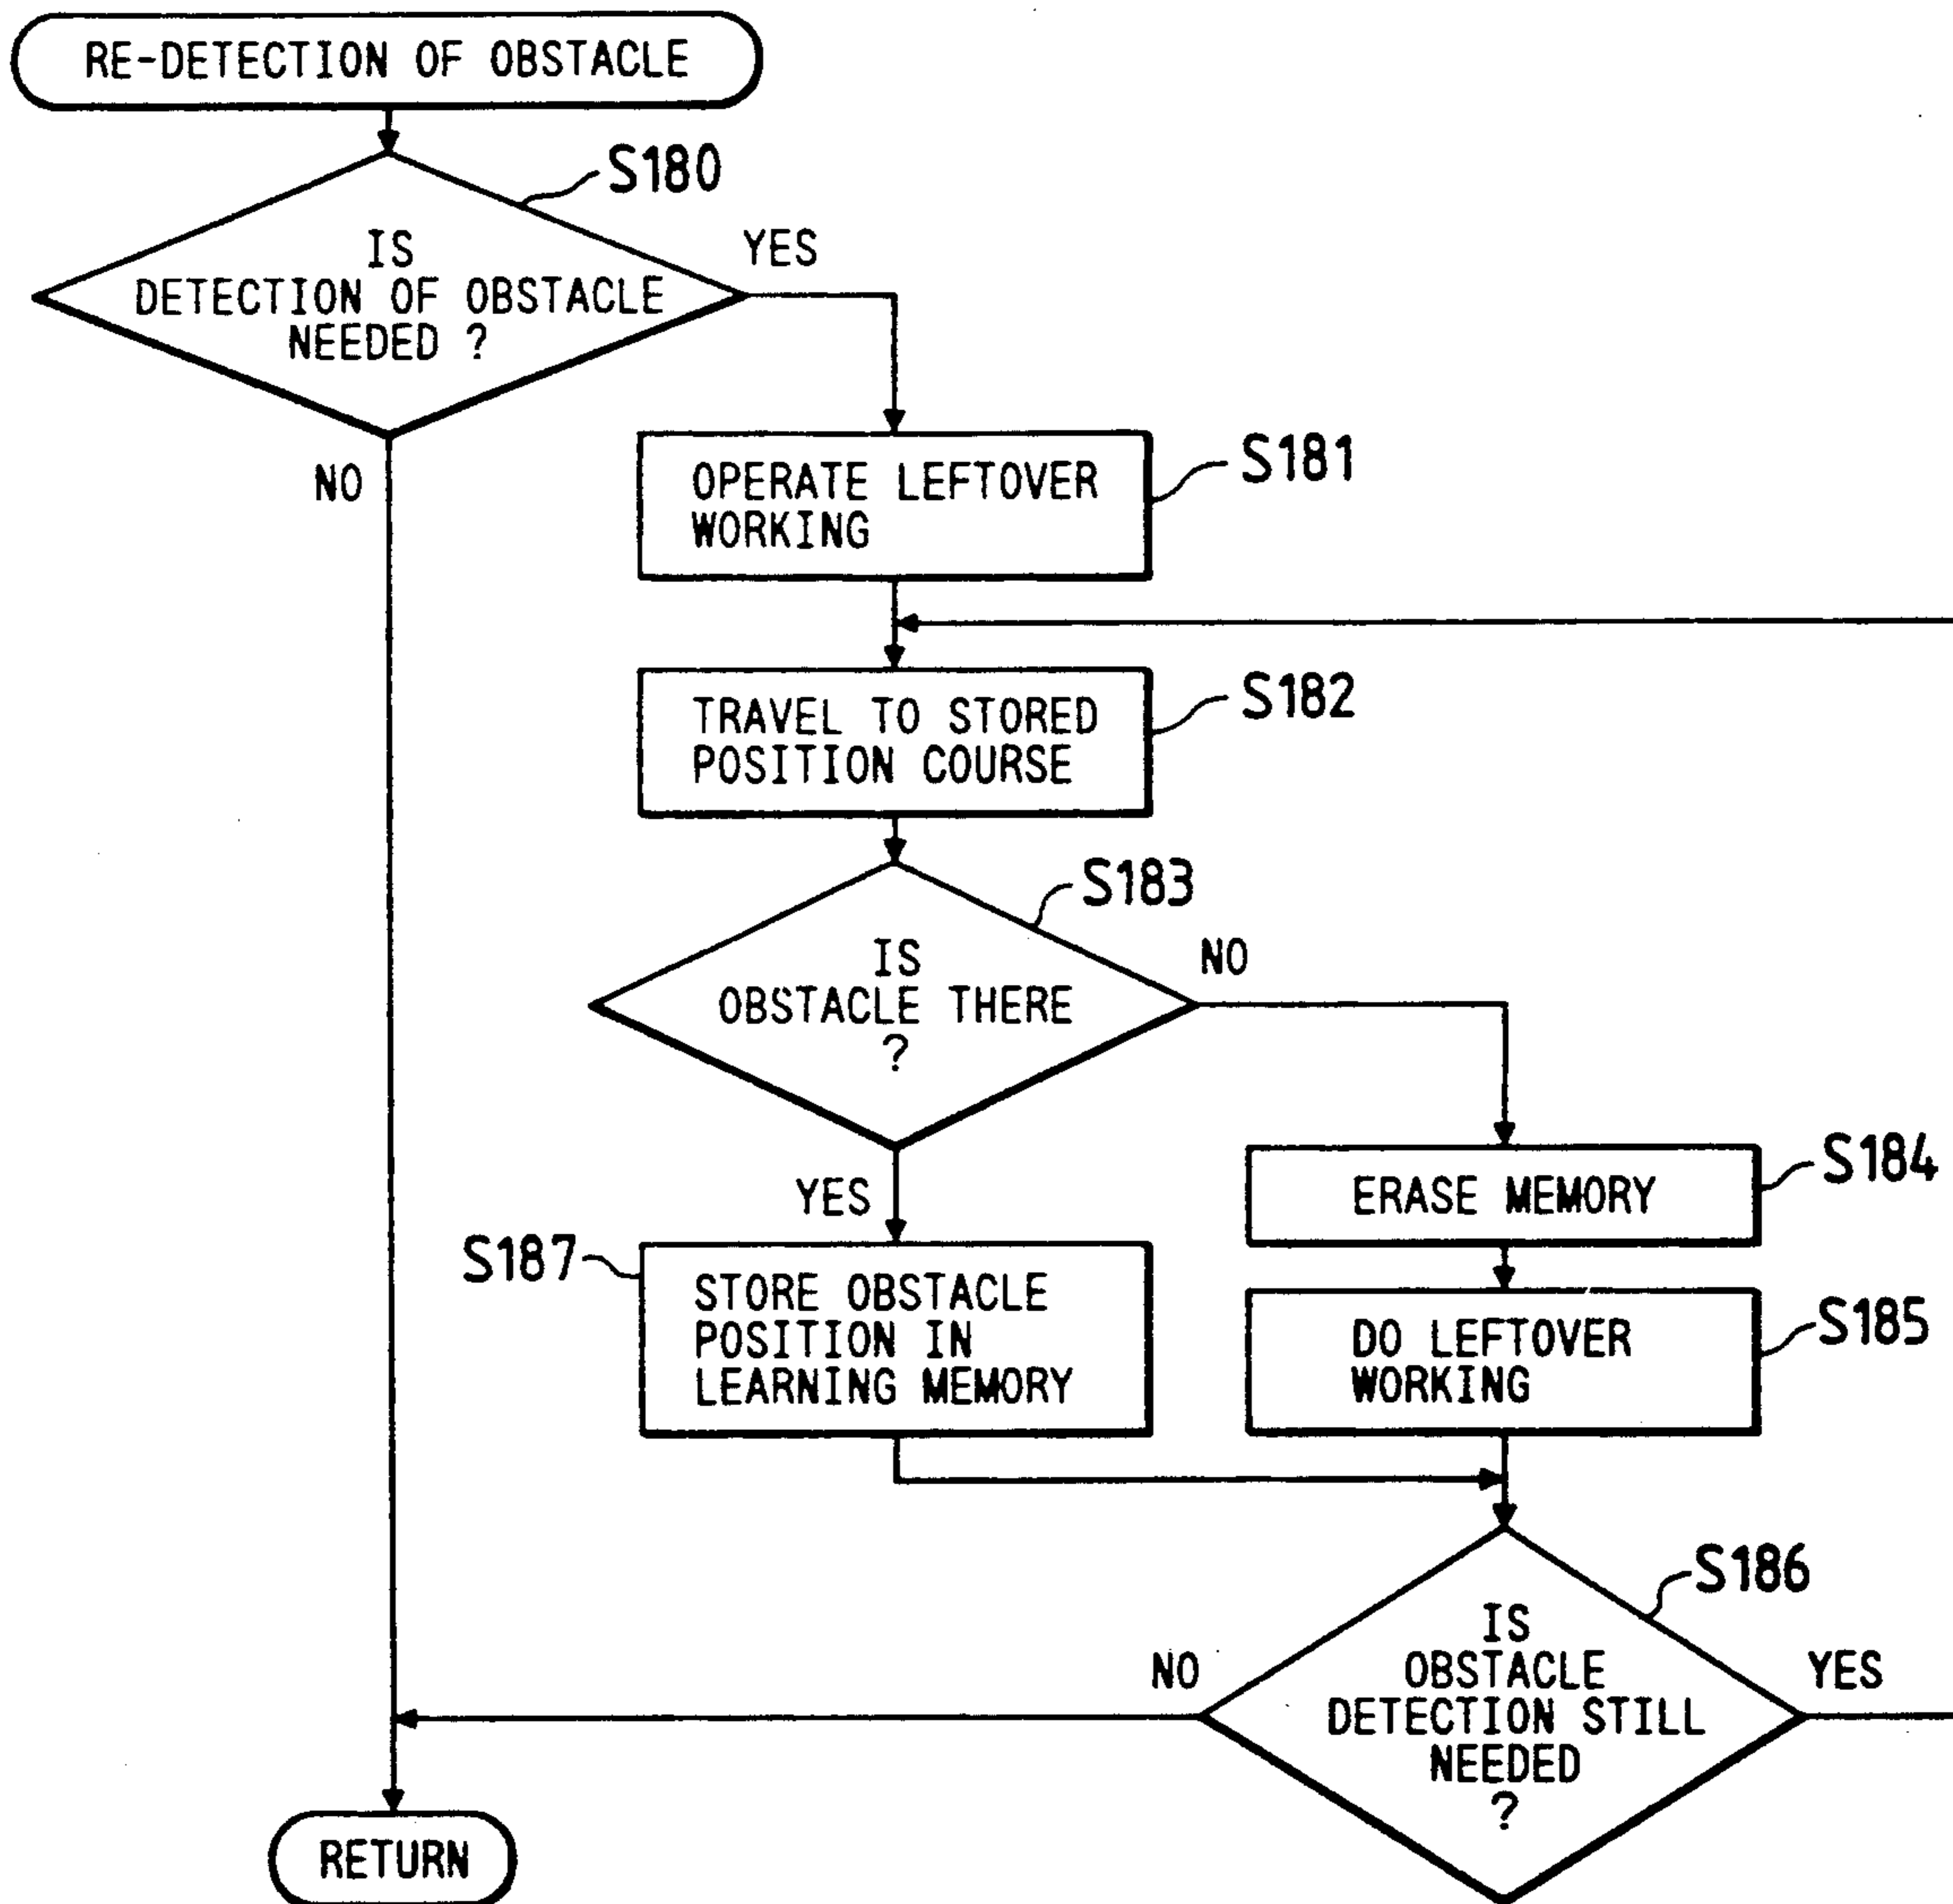 RE-DETECTION OF OBSTACLE
S180
IS
DETECTION OF OBSTACLE
NEEDED ?
YES
NO
OPERATE LEFTOVER
WORKING
S181
TRAVEL TO STORED
POSITION COURSE
S182
S183
IS
OBSTACLE THERE
?
NO
YES
ERASE MEMORY
S184
S187
STORE OBSTACLE
POSITION IN
LEARNING MEMORY
DO LEFTOVER
WORKING
S185
S186
IS
OBSTACLE
DETECTION STILL
NEEDED
?
NO
YES
RETURN